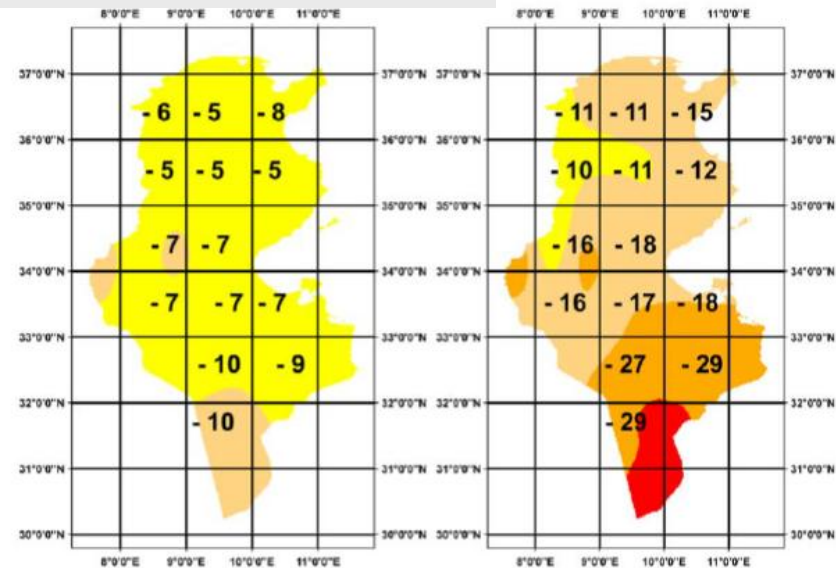 8°0'0"E 9°0'0"E 10°0'0"E 11°0'0"E 8°0'0"E 9°0'0"E 10°0'0"E 11°0'0"E
37°0'0"N 37°0'0"N 37°0'0"N 37°0'0"N
- 6 - 5 - 8 - 11 - 11 - 15
36°0'0"N 36°0'0"N 36°0'0"N 36°0'0"N
- 5 - 5 - 5 - 10 - 11 - 12
35°0'0"N 35°0'0"N 35°0'0"N 35°0'0"N
- 7 - 7 - 16 - 18
34°0'0"N 34°0'0"N 34°0'0"N 34°0'0"N
- 7 - 7 - 7 - 16 - 17 - 18
33°0'0"N 33°0'0"N 33°0'0"N 33°0'0"N
- 10 - 9 - 27 - 29
32°0'0"N 32°0'0"N 32°0'0"N 32°0'0"N
- 10 - 29
31°0'0"N 31°0'0"N 31°0'0"N 31°0'0"N
30°0'0"N 30°0'0"N 30°0'0"N 30°0'0"N
8°0'0"E 9°0'0"E 10°0'0"E 11°0'0"E 8°0'0"E 9°0'0"E 10°0'0"E 11°0'0"E